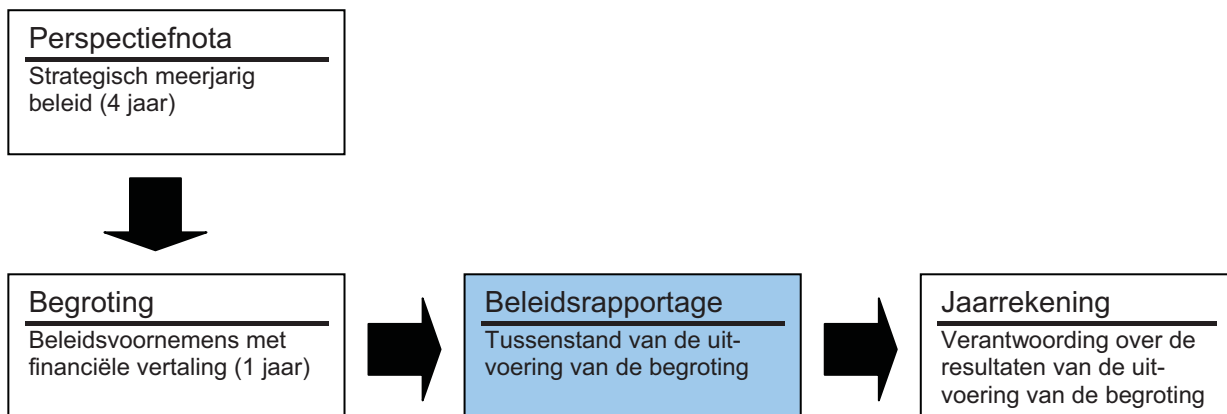 Perspectiefnota
Strategisch meerjarig
beleid (4 jaar)
Begroting
Beleidsvoornemens met
financiële vertaling (1 jaar)
Beleidsrapportage
Tussenstand van de uit-
voering van de begroting
Jaarrekening
Verantwoording over de
resultaten van de uit-
voering van de begroting